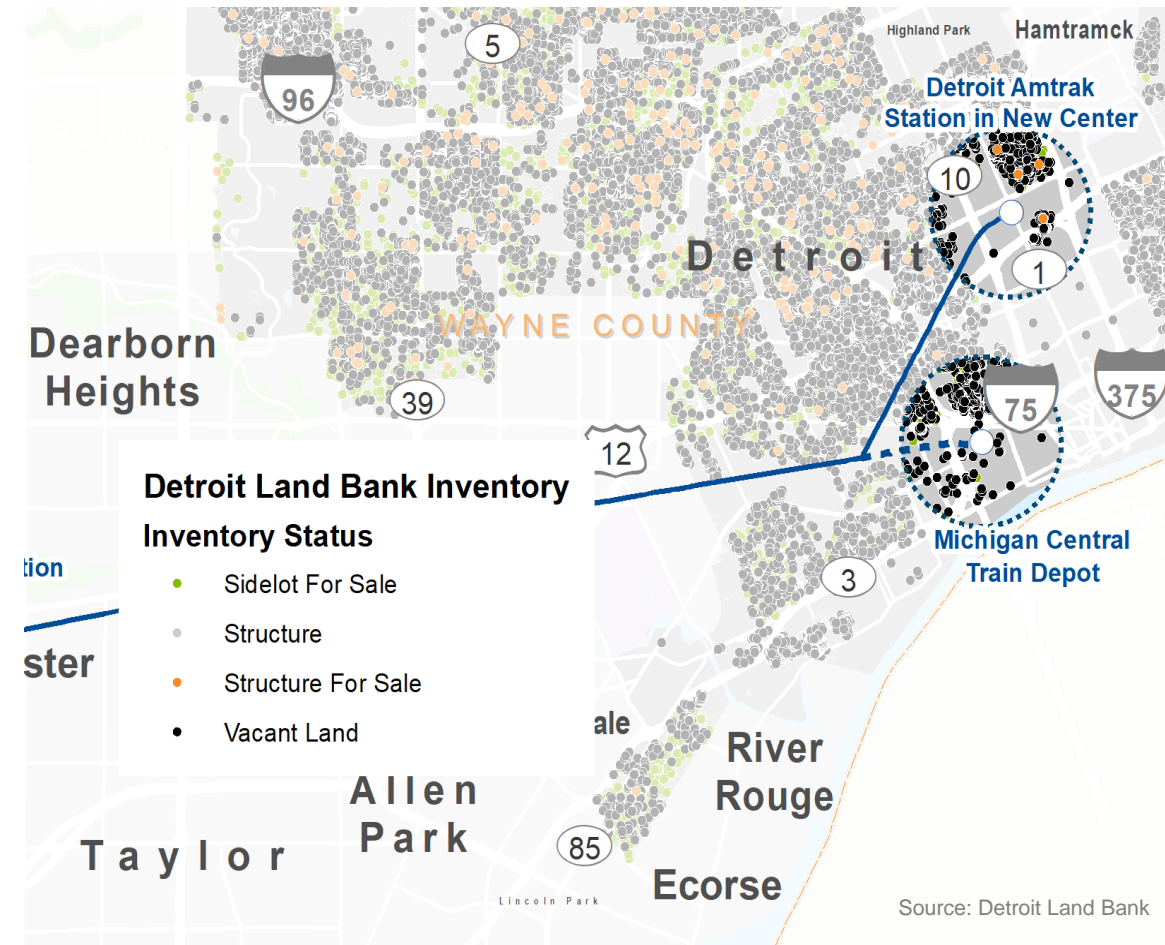 Highland Park
Hamtramck
5
96
Detroit Amtrak
Station in New Center
10
Detroit
1
WAYNE COUNTY
Dearborn
Heights
39
75
375
12
Detroit Land Bank Inventory
Inventory Status
Sidelot For Sale
Structure
Structure For Sale
Vacant Land
Michigan Central
Train Depot
tion
3
ster
ale
River
Rouge
Allen
Park
Taylor
85
Ecorse
Lincoln Park
Source: Detroit Land Bank